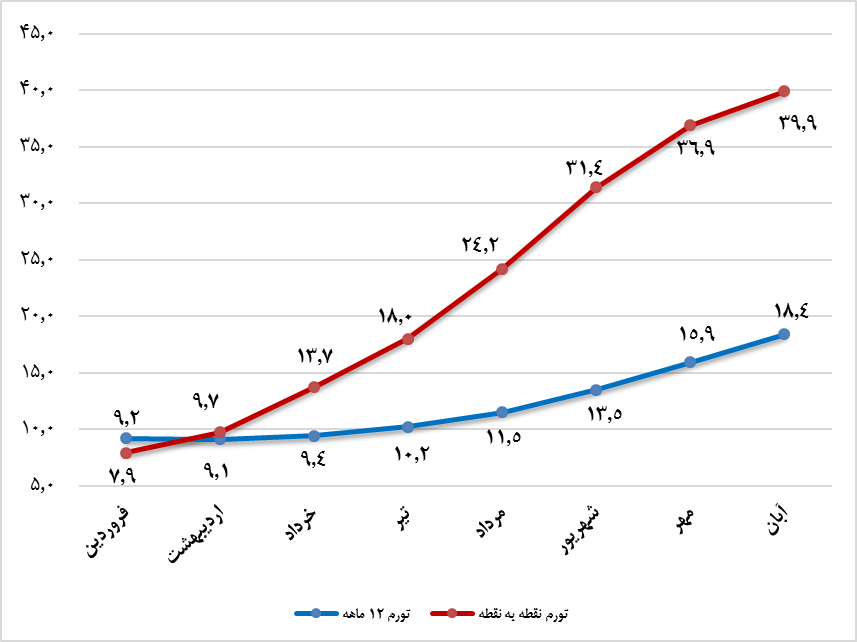 ۴۵,۰
۴۰,۰
۳۵,۰
۳۰,۰
۲۵,۰
۲۰,۰
۱۵,۰
۱۰,۰
۵,۰
۹,۲
۹,۱
۹,۴
۱۰,۲
۱۱,۵
۱۳,۵
۱۵,۹
۱۸,۴
۷,۹
۹,۷
۱۳,۷
۱۸,۰
۲۴,۲
۳۱,۴
۳۶,۹
۳۹,۹
فروردین
اردیبهشت
خرداد
تیر
مرداد
شهریور
مهر
آبان
تورم نقطه به نقطه
تورم ۱۲ ماهه